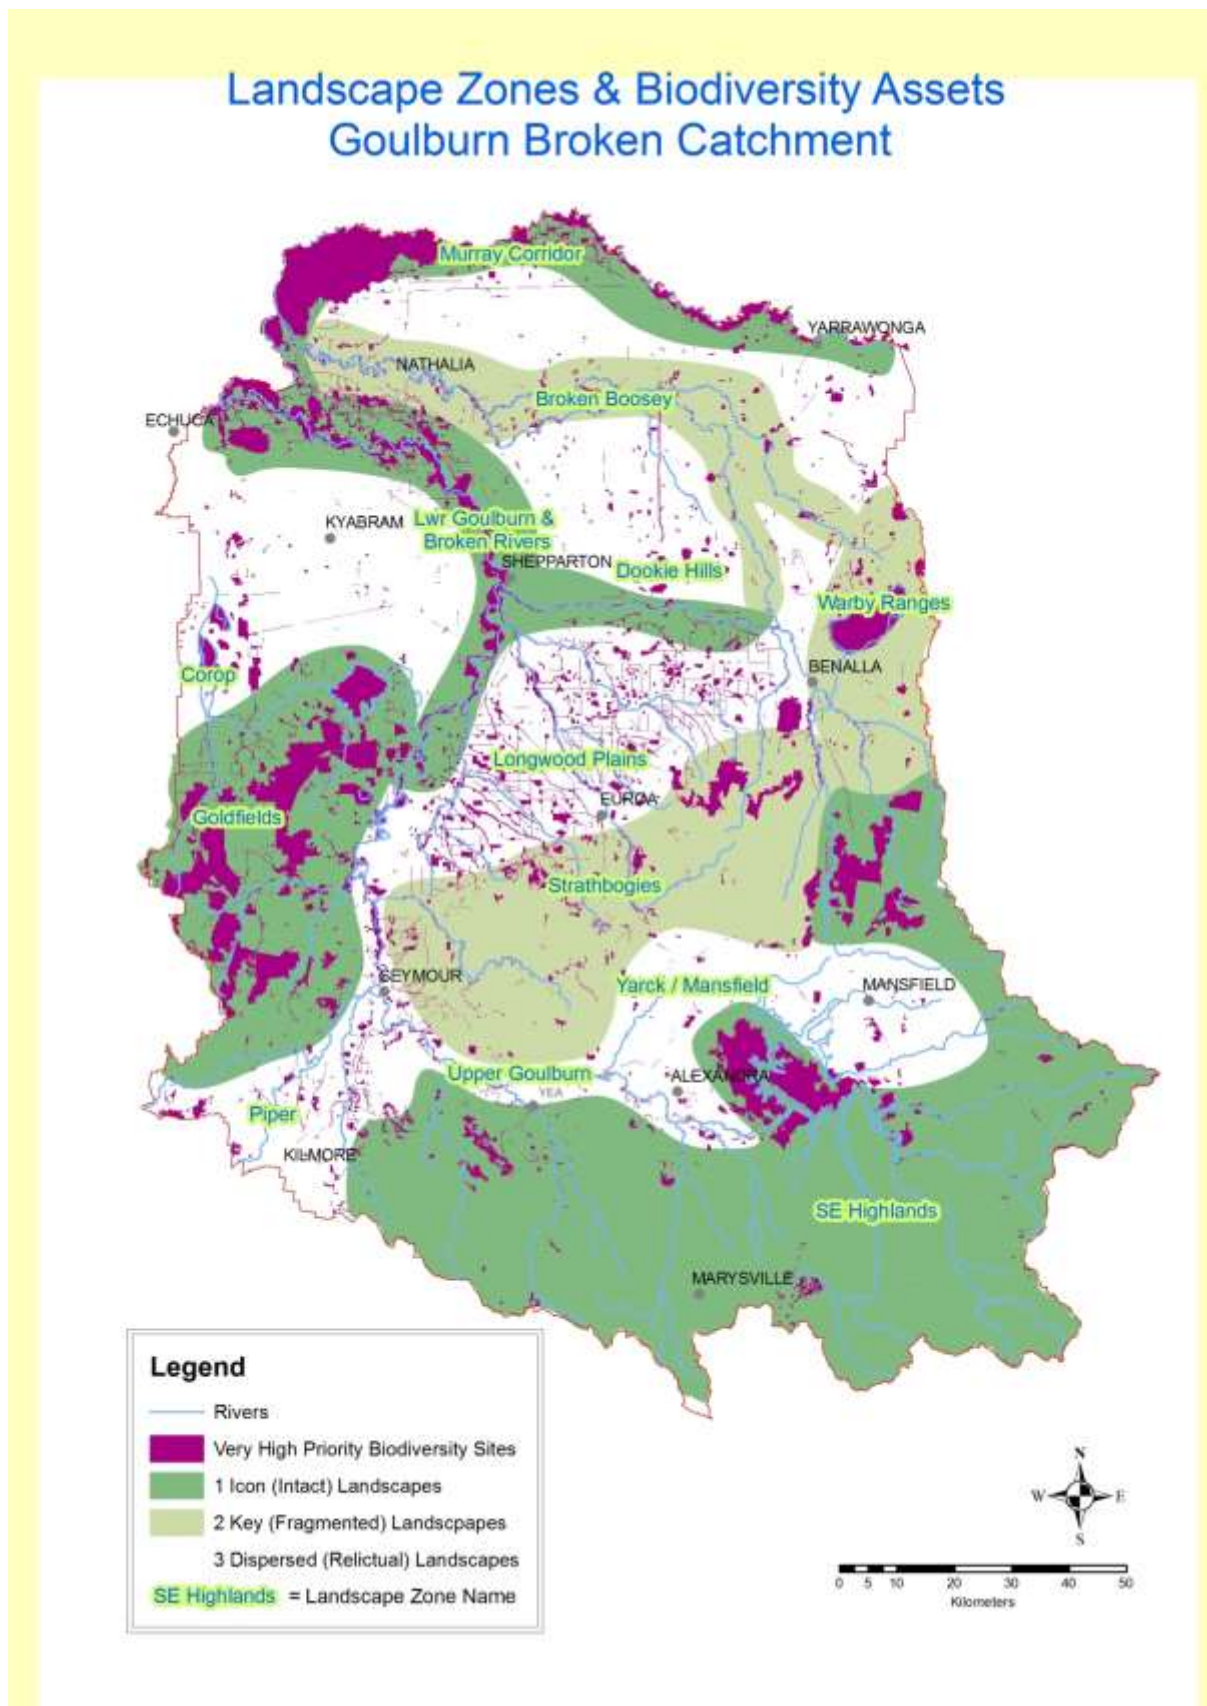 Landscape Zones & Biodiversity Assets
Goulburn Broken Catchment
Murray Corridor
YARRAWONGA
NATHALIA
Broken Boosey
ECHUCA
KYABRAM
Lwr Goulburn &
Broken Rivers
SHEPPARTON
Dookie Hills
Warby Ranges
BENALLA
Corop
Longwood Plains
EUROA
Goldfields
Strathbogies
SEYMOUR
Yarck / Mansfield
MANSFIELD
Upper Goulburn
ALEXANDRA
YEA
Piper
KILMORE
SE Highlands
MARYSVILLE
Legend
Rivers
Very High Priority Biodiversity Sites
1 Icon (Intact) Landscapes
2 Key (Fragmented) Landscpapes
3 Dispersed (Relictual) Landscapes
SE Highlands = Landscape Zone Name
N
W E
S
0 5 10 20 30 40 50
Kilometers